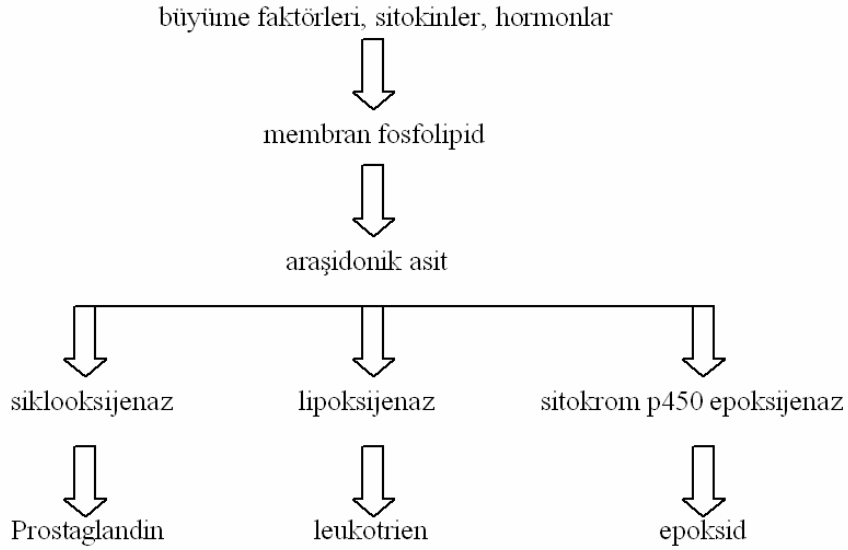 büyüme faktörleri, sitokinler, hormonlar
membran fosfolipid
araşidonik asit
siklooksijenaz lipoksijenaz sitokrom p450 epoksijenaz
Prostaglandin leukotrien epoksid